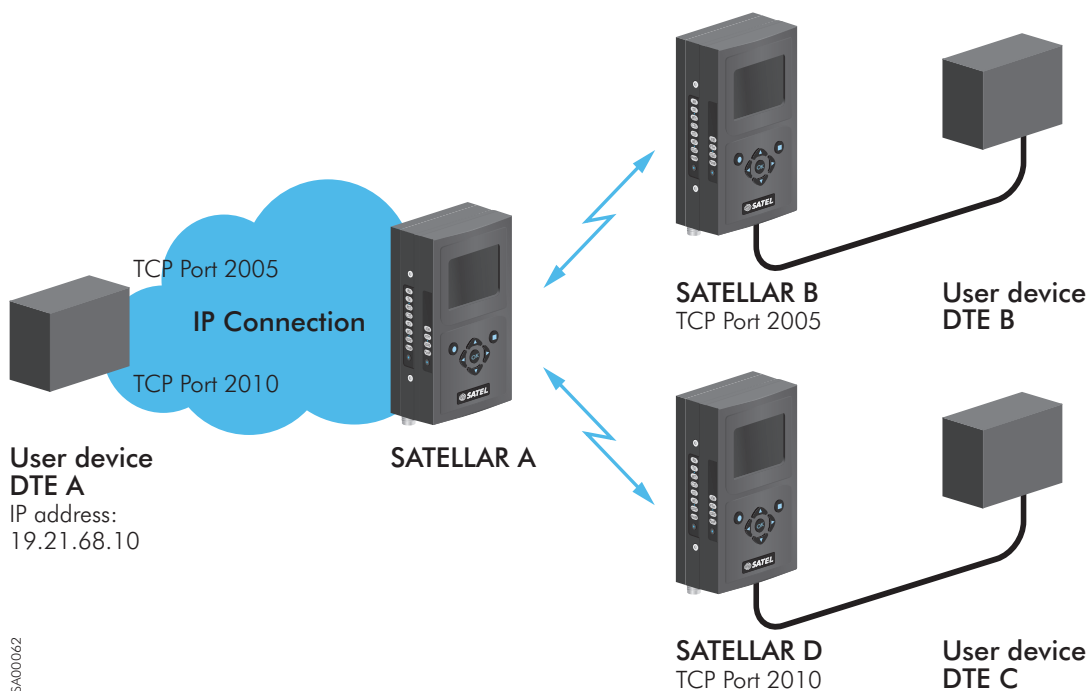 TCP Port 2005
IP Connection
TCP Port 2010
User device
DTE A
IP address:
19.21.68.10
SATELLAR A
SATEL
SATEL
SATELLAR B
TCP Port 2005
User device
DTE B
SATEL
SATELLAR D
TCP Port 2010
User device
DTE C
SA00062